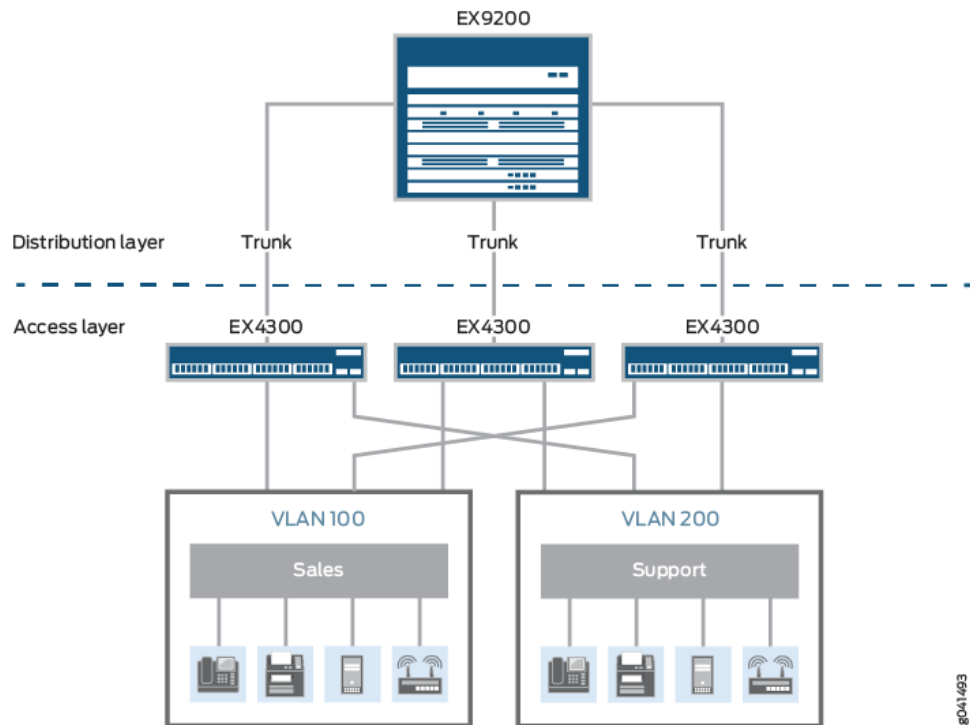 EX9200
Distribution layer
Trunk
Trunk
Trunk
Access layer
EX4300
EX4300
EX4300
VLAN 100
Sales
VLAN 200
Support
g041493